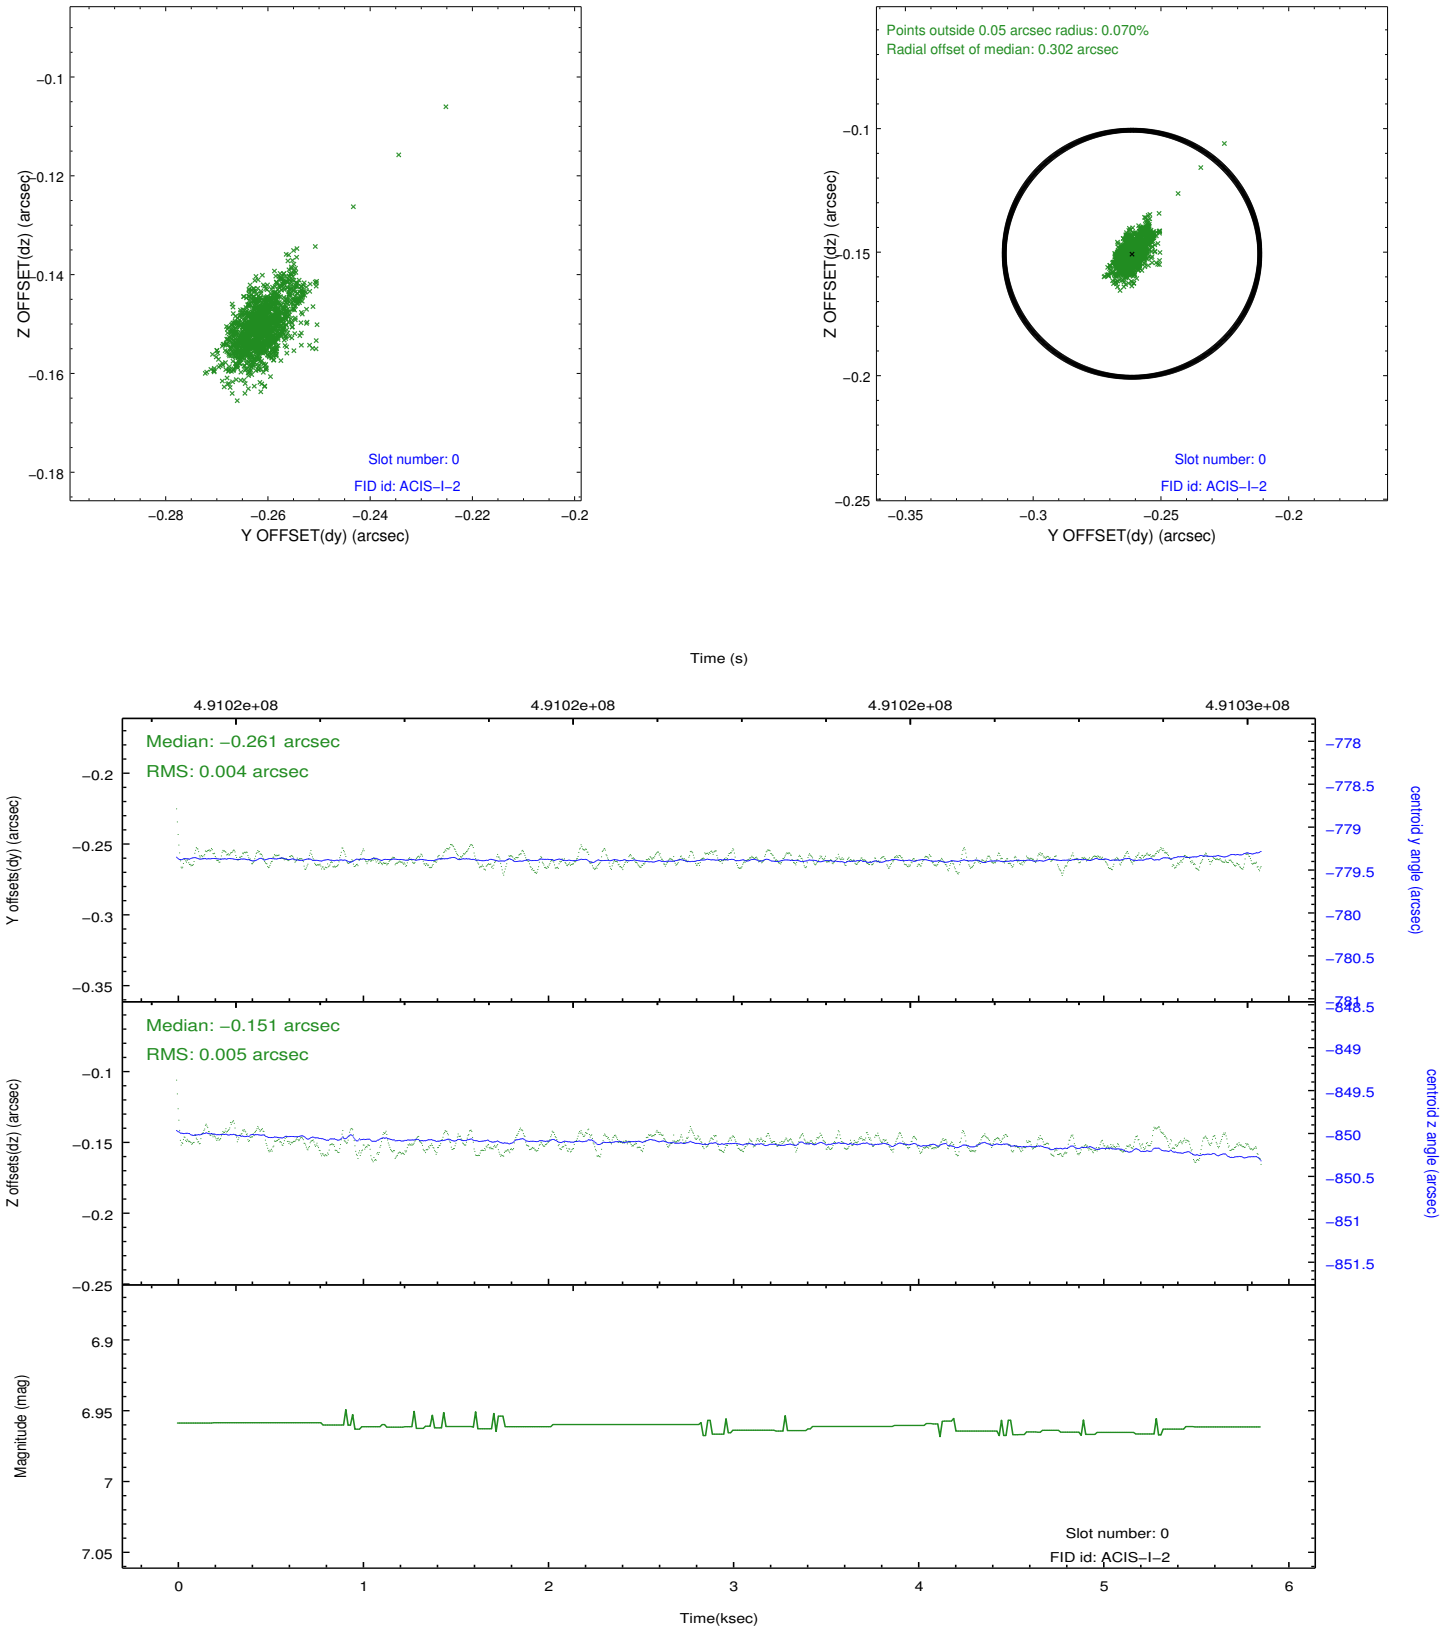 −0.1
−0.12
−0.14
−0.16
−0.18
Z OFFSET(dz) (arcsec)
−0.28
−0.26
−0.24
−0.22
−0.2
Y OFFSET(dy) (arcsec)
Slot number: 0
FID id: ACIS−I−2
Points outside 0.05 arcsec radius: 0.070%
Radial offset of median: 0.302 arcsec
−0.1
−0.15
−0.2
−0.25
Z OFFSET(dz) (arcsec)
−0.35
−0.3
−0.25
−0.2
Y OFFSET(dy) (arcsec)
Slot number: 0
FID id: ACIS−I−2
Time (s)
4.9102e+08
4.9102e+08
4.9102e+08
4.9103e+08
Median: −0.261 arcsec
RMS: 0.004 arcsec
−0.2
−0.25
−0.3
−0.35
Y offsets(dy) (arcsec)
−778
−778.5
−779
−779.5
−780
−780.5
−781
centroid y angle (arcsec)
Median: −0.151 arcsec
RMS: 0.005 arcsec
−0.1
−0.15
−0.2
−0.25
Z offsets(dz) (arcsec)
−848.5
−849
−849.5
−850
−850.5
−851
−851.5
centroid z angle (arcsec)
6.9
6.95
7
7.05
Magnitude (mag)
Slot number: 0
FID id: ACIS−I−2
0
1
2
3
4
5
6
Time(ksec)